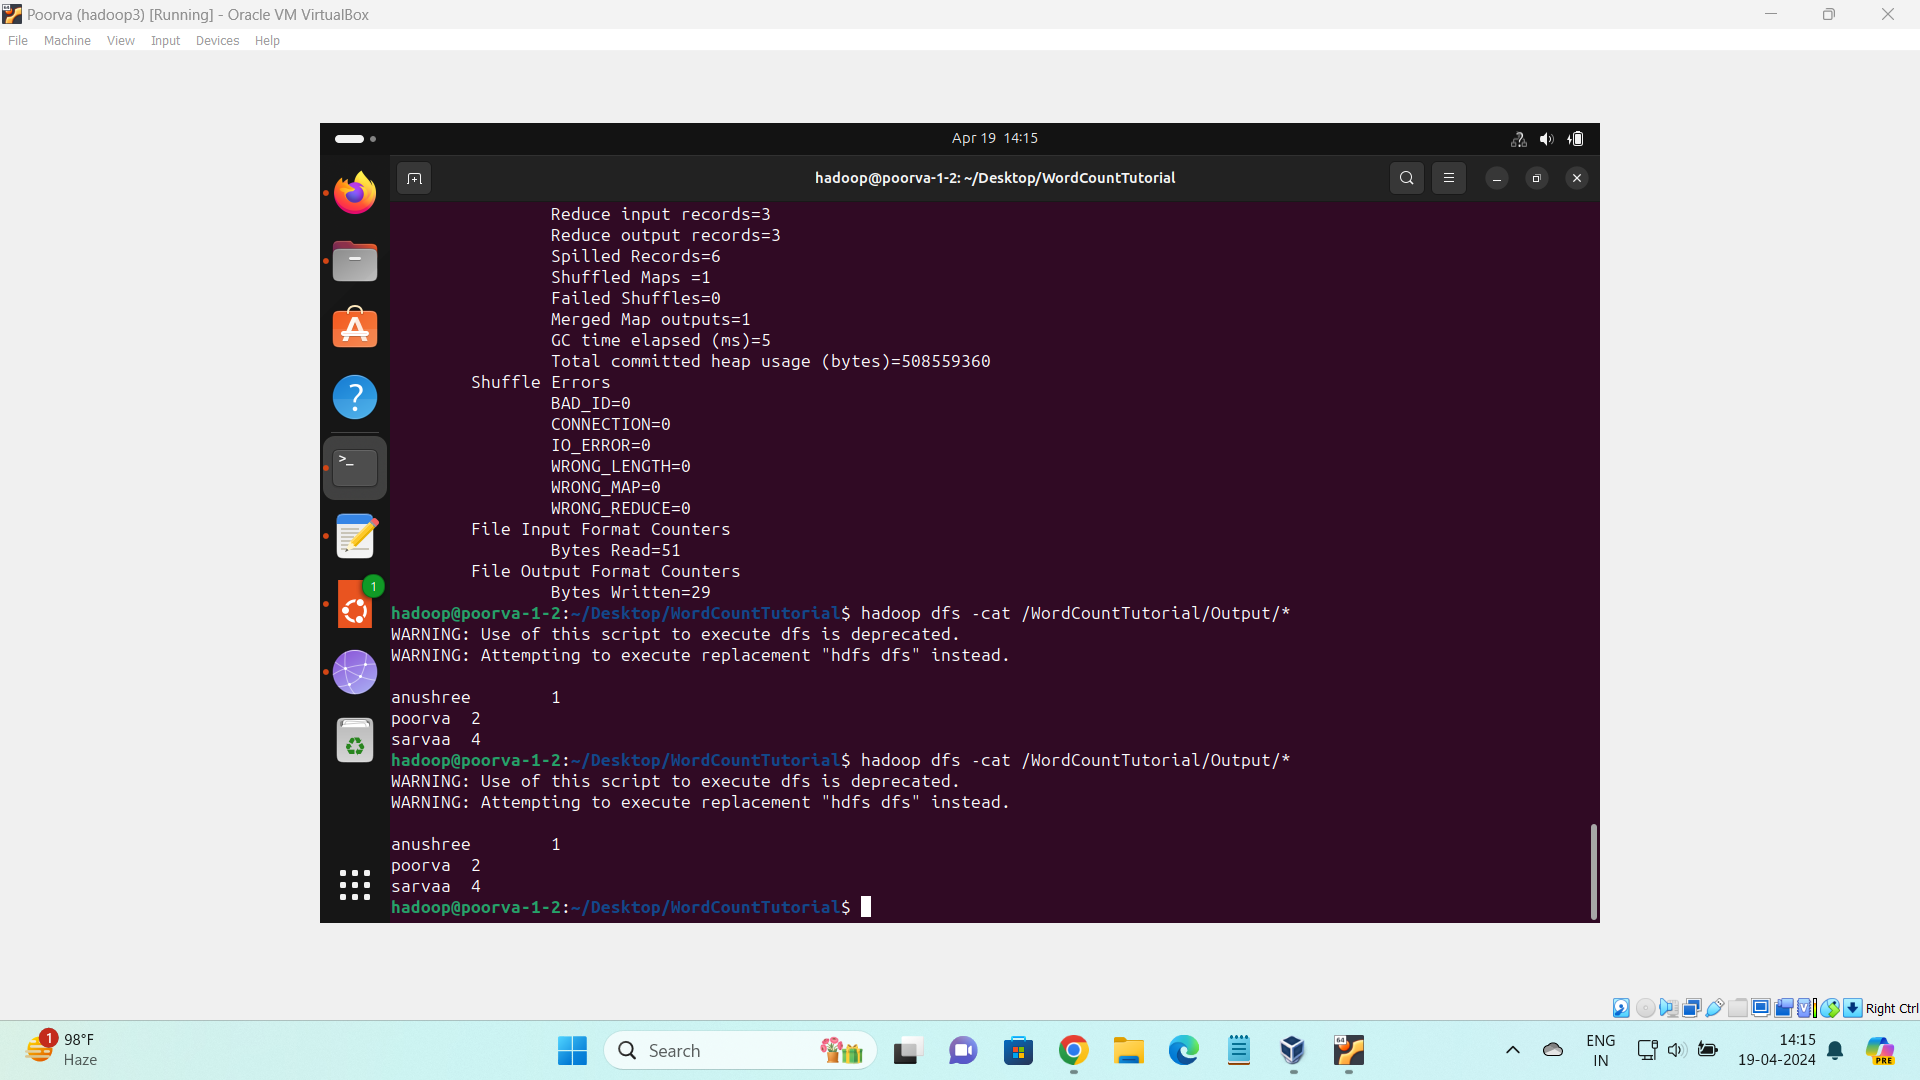 Poorva (hadoop3) [Running] - Oracle VM VirtualBox
File Machine View Input Devices Help
Apr 19 14:15
hadoop@poorva-1-2: ~/Desktop/WordCountTutorial
Reduce input records=3
Reduce output records=3
Spilled Records=6
Shuffled Maps =1
Failed Shuffles=0
Merged Map outputs=1
GC time elapsed (ms)=5
Total committed heap usage (bytes)=508559360
Shuffle Errors
BAD_ID=0
CONNECTION=0
IO_ERROR=0
WRONG_LENGTH=0
WRONG_MAP=0
WRONG_REDUCE=0
File Input Format Counters
Bytes Read=51
File Output Format Counters
Bytes Written=29
hadoop@poorva-1-2:~/Desktop/WordCountTutorial$ hadoop dfs -cat /WordCountTutorial/Output/*
WARNING: Use of this script to execute dfs is deprecated.
WARNING: Attempting to execute replacement "hdfs dfs" instead.
anushree 1
poorva 2
sarvaa 4
hadoop@poorva-1-2:~/Desktop/WordCountTutorial$ hadoop dfs -cat /WordCountTutorial/Output/*
WARNING: Use of this script to execute dfs is deprecated.
WARNING: Attempting to execute replacement "hdfs dfs" instead.
anushree 1
poorva 2
sarvaa 4
hadoop@poorva-1-2:~/Desktop/WordCountTutorial$
1
Right Ctrl
1
98°F
Haze
Search
64
ENG
IN
14:15
19-04-2024
PRE